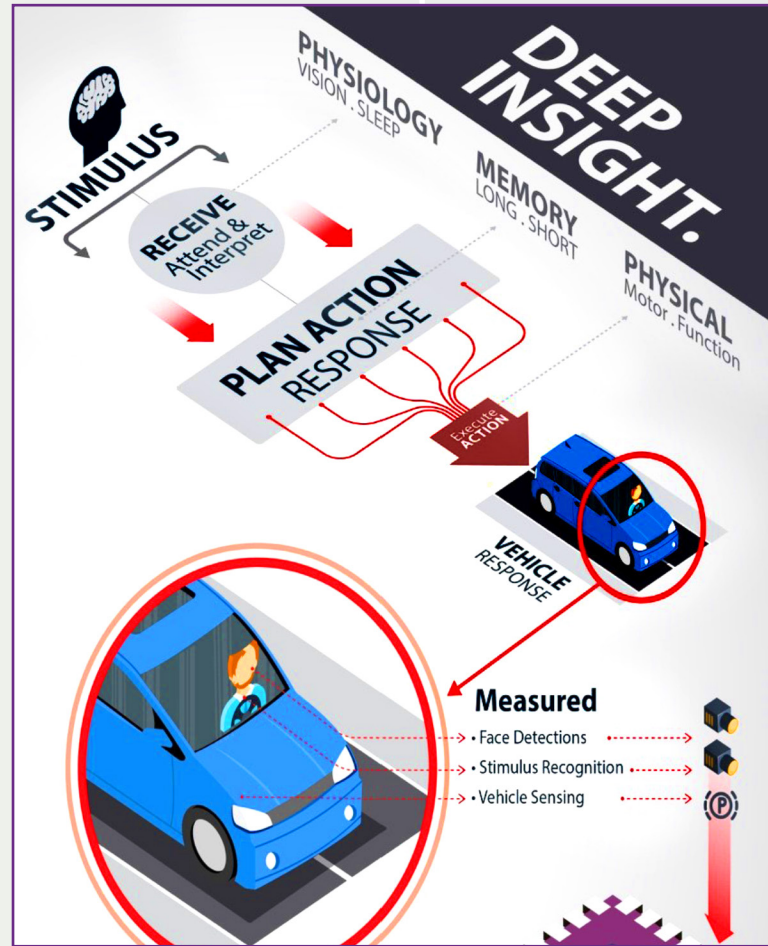 DEEP
INSIGHT.
PHYSIOLOGY
VISION . SLEEP
MEMORY
LONG . SHORT
PHYSICAL
Motor . Function
STIMULUS
RECEIVE
Attend &
Interpret
PLAN ACTION
RESPONSE
Execute
ACTION
VEHICLE
RESPONSE
Measured
• Face Detections
• Stimulus Recognition
• Vehicle Sensing
P